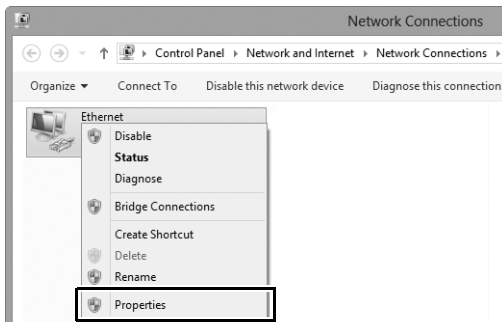 Network Connections
Control Panel Network and Internet Network Connections
Organize Connect To Disable this network device Diagnose this connection
Ethernet
Disable
Status
Diagnose
Bridge Connections
Create Shortcut
Delete
Rename
Properties